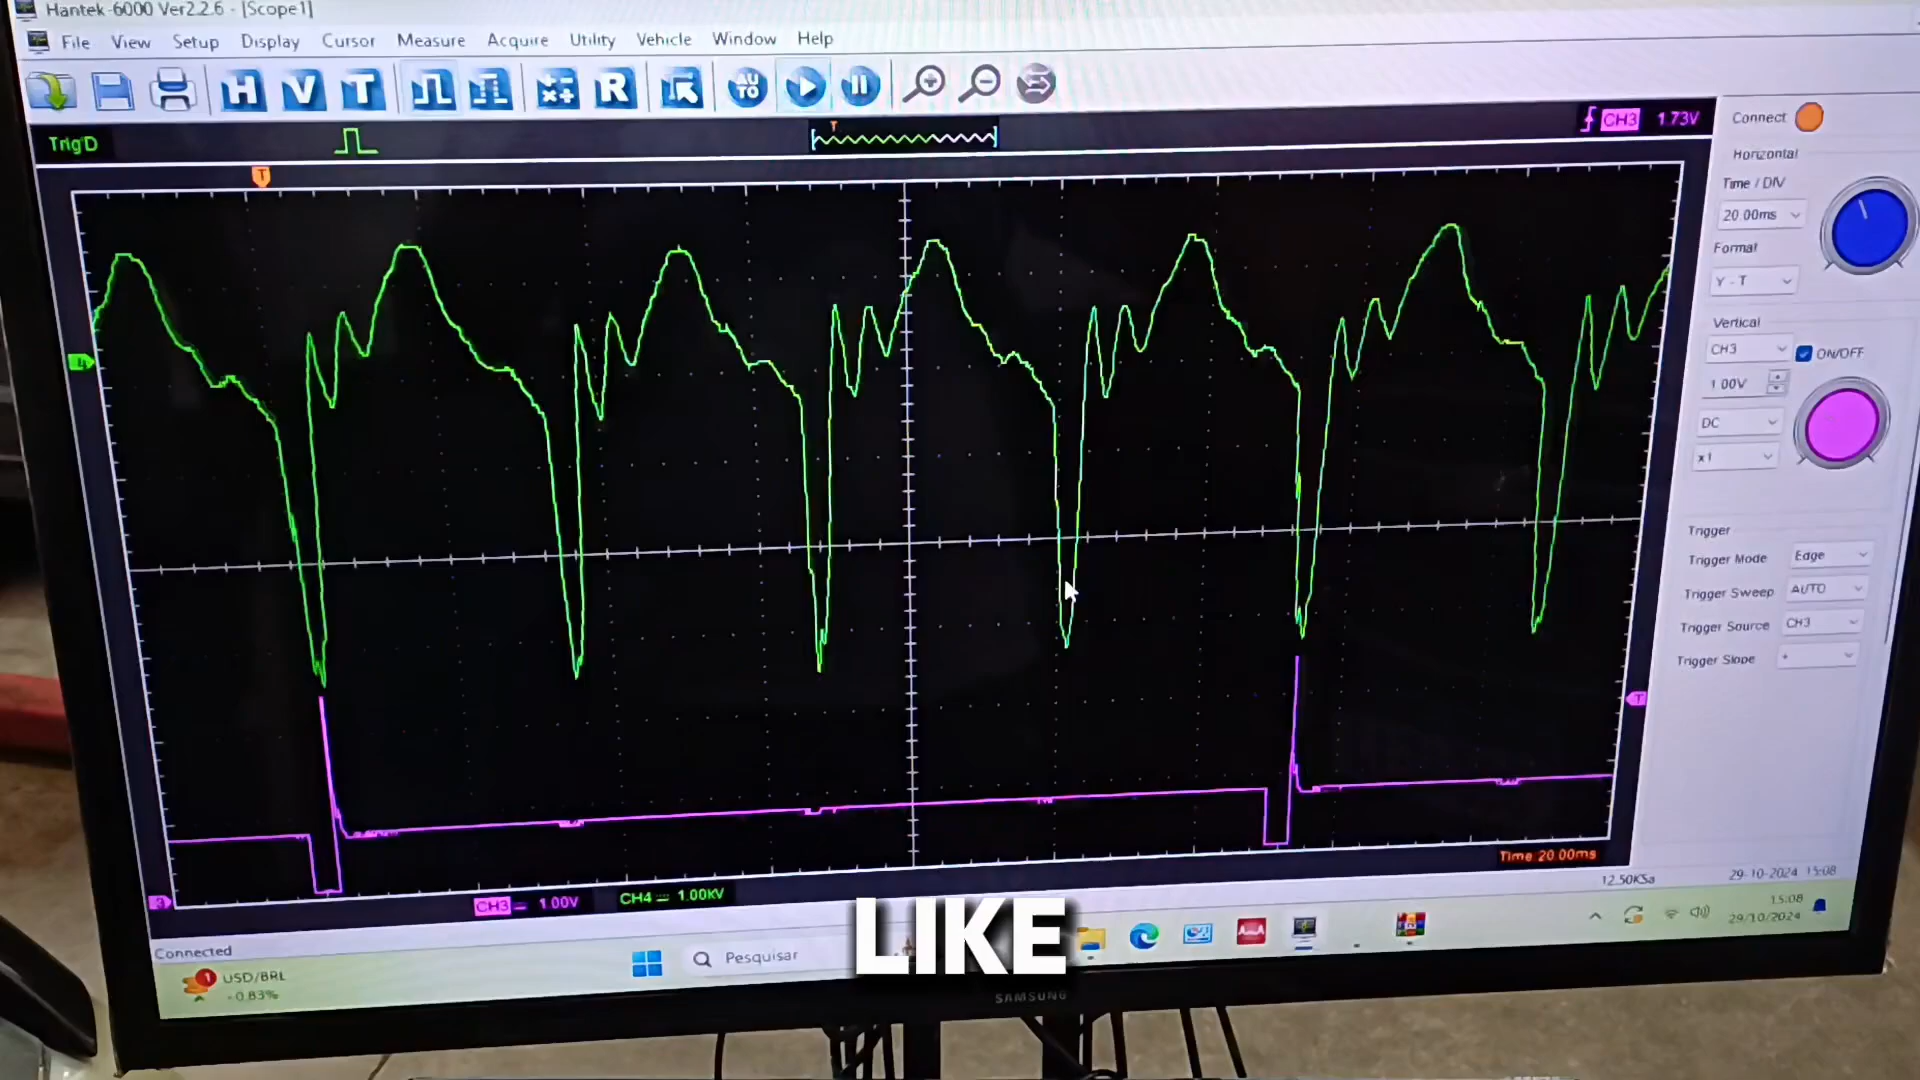 Hantek-6000 Ver2.2.6 - [Scope1]
File View Setup Display Cursor Measure Acquire Utility Vehicle Window Help
H V T R AUTO
Trig'D
T
CH3 1.73V
T
Connect
Horizontal
Time / DIV
20.00ms
Format
Y - T
Vertical
CH3
ON/OFF
1.00V
DC
x1
Trigger
Trigger Mode Edge
Trigger Sweep AUTO
Trigger Source CH3
Trigger Slope +
4
T
3
Time 20.00ms
CH3 1.00V CH4 1.00KV
12.50KSa
29-10-2024 15:08
Connected
LIKE
USD/BRL
-0.83%
1
Pesquisar
15:08
29/10/2024
SAMSUNG